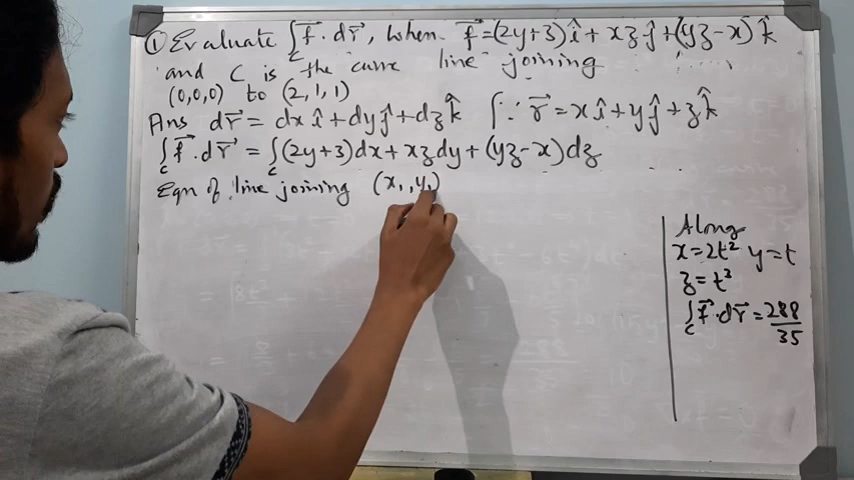 ① Evaluate ∫_C f⃗ · dr⃗, when f⃗ = (2y+3) î + xz ĵ + (yz-x) k̂
and C is the curve line joining
(0,0,0) to (2,1,1)
Ans dr⃗ = dx î + dy ĵ + dz k̂ [∵ r⃗ = x î + y ĵ + z k̂
∫_C f⃗ · dr⃗ = ∫_C (2y+3)dx + xz dy + (yz-x)dz
Eqn of line joining (x₁, y₁)
Along
x = 2t² y = t
z = t³
∫_C f⃗ · dr⃗ = 288/35